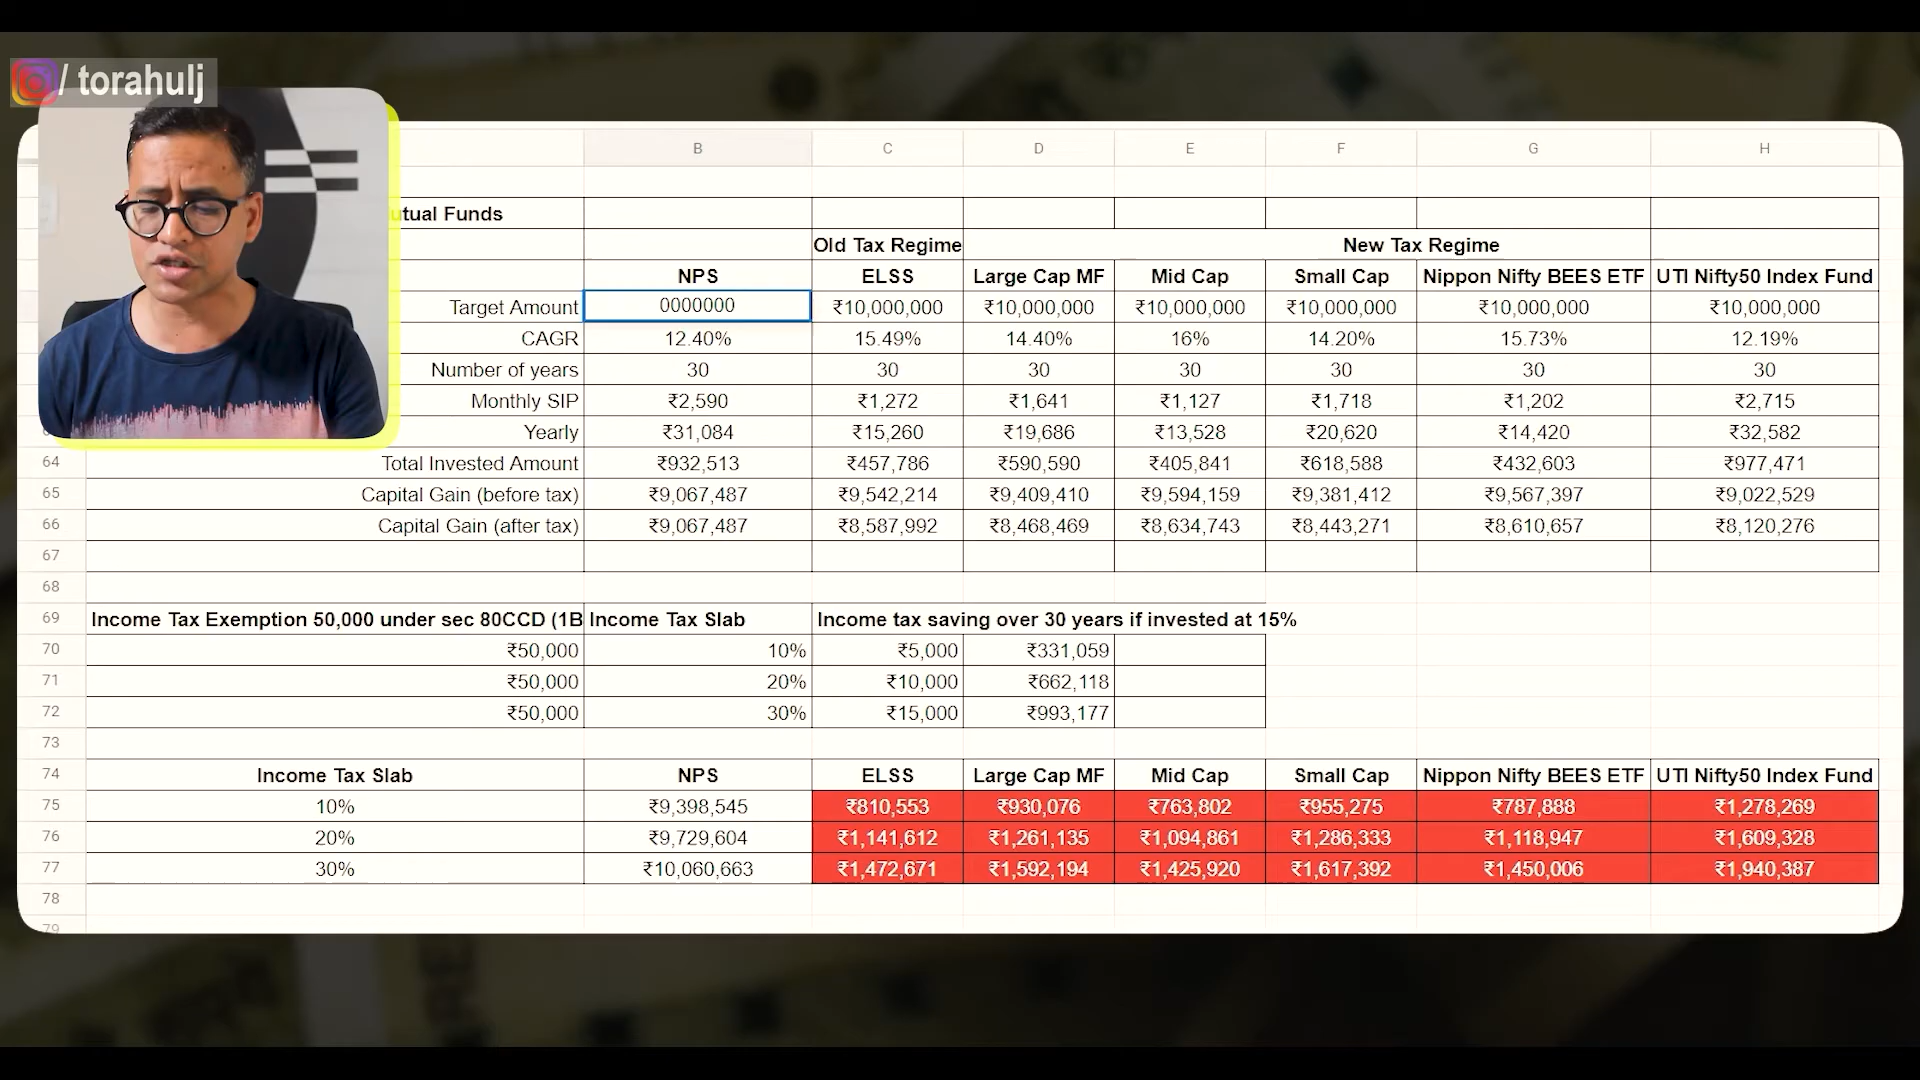 / torahulj
B C D E F G H
utual Funds
Old Tax Regime New Tax Regime
NPS ELSS Large Cap MF Mid Cap Small Cap Nippon Nifty BEES ETF UTI Nifty50 Index Fund
Target Amount 0000000 ₹10,000,000 ₹10,000,000 ₹10,000,000 ₹10,000,000 ₹10,000,000 ₹10,000,000
CAGR 12.40% 15.49% 14.40% 16% 14.20% 15.73% 12.19%
Number of years 30 30 30 30 30 30 30
Monthly SIP ₹2,590 ₹1,272 ₹1,641 ₹1,127 ₹1,718 ₹1,202 ₹2,715
Yearly ₹31,084 ₹15,260 ₹19,686 ₹13,528 ₹20,620 ₹14,420 ₹32,582
64 Total Invested Amount ₹932,513 ₹457,786 ₹590,590 ₹405,841 ₹618,588 ₹432,603 ₹977,471
65 Capital Gain (before tax) ₹9,067,487 ₹9,542,214 ₹9,409,410 ₹9,594,159 ₹9,381,412 ₹9,567,397 ₹9,022,529
66 Capital Gain (after tax) ₹9,067,487 ₹8,587,992 ₹8,468,469 ₹8,634,743 ₹8,443,271 ₹8,610,657 ₹8,120,276
67
68
69 Income Tax Exemption 50,000 under sec 80CCD (1B Income Tax Slab Income tax saving over 30 years if invested at 15%
70 ₹50,000 10% ₹5,000 ₹331,059
71 ₹50,000 20% ₹10,000 ₹662,118
72 ₹50,000 30% ₹15,000 ₹993,177
73
74 Income Tax Slab NPS ELSS Large Cap MF Mid Cap Small Cap Nippon Nifty BEES ETF UTI Nifty50 Index Fund
75 10% ₹9,398,545 ₹810,553 ₹930,076 ₹763,802 ₹955,275 ₹787,888 ₹1,278,269
76 20% ₹9,729,604 ₹1,141,612 ₹1,261,135 ₹1,094,861 ₹1,286,333 ₹1,118,947 ₹1,609,328
77 30% ₹10,060,663 ₹1,472,671 ₹1,592,194 ₹1,425,920 ₹1,617,392 ₹1,450,006 ₹1,940,387
78
79